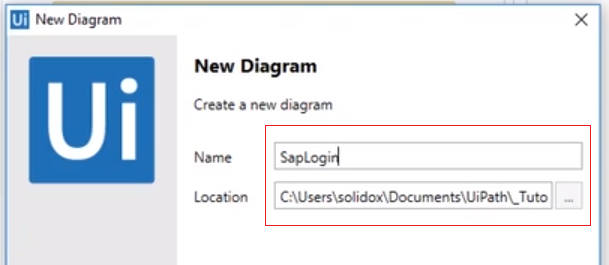 Ui New Diagram
Ui
New Diagram
Create a new diagram
Name SapLogin
Location C:\Users\solidox\Documents\UiPath\_Tuto ...